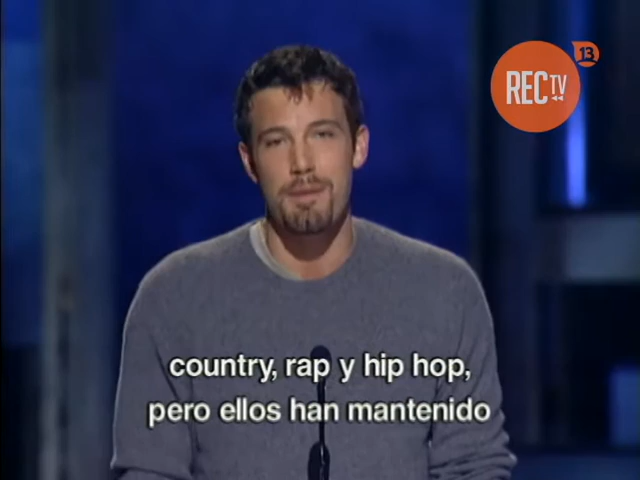 13
REC TV
country, rap y hip hop,
pero ellos han mantenido